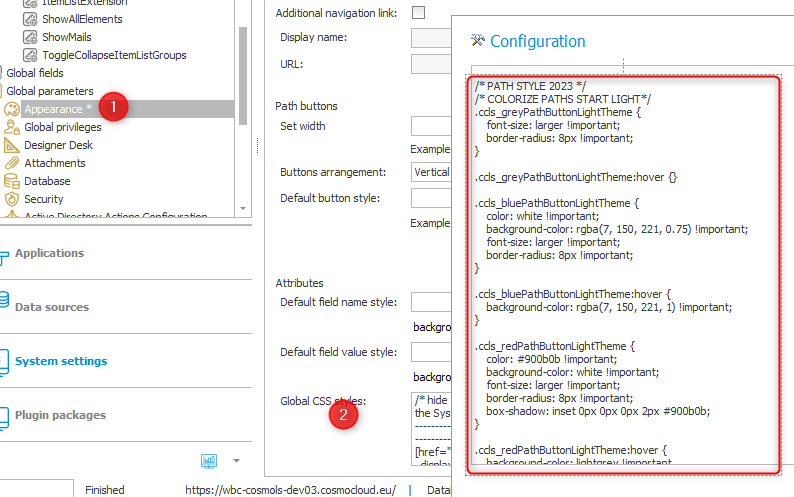 ItemListExtension
ShowAllElements
ShowMails
ToggleCollapseItemListGroups
Global fields
Global parameters
Appearance *
1
Global privileges
Designer Desk
Attachments
Database
Security
Active Directory Actions Configuration
Applications
Data sources
System settings
Plugin packages
Additional navigation link:
Display name:
URL:
Path buttons
Set width
Example
Buttons arrangement:
Vertical
Default button style:
Example
Attributes
Default field name style:
backgro
Default field value style:
backgro
Global CSS styles:
2
/* hide
the Sys
-----------
-----------
[href="
display
Configuration
/* PATH STYLE 2023 */
/* COLORIZE PATHS START LIGHT*/
.ccls_greyPathButtonLightTheme {
font-size: larger !important;
border-radius: 8px !important;
}
.ccls_greyPathButtonLightTheme:hover {}
.ccls_bluePathButtonLightTheme {
color: white !important;
background-color: rgba(7, 150, 221, 0.75) !important;
font-size: larger !important;
border-radius: 8px !important;
}
.ccls_bluePathButtonLightTheme:hover {
background-color: rgba(7, 150, 221, 1) !important;
}
.ccls_redPathButtonLightTheme {
color: #900b0b !important;
background-color: white !important;
font-size: larger !important;
border-radius: 8px !important;
box-shadow: inset 0px 0px 0px 2px #900b0b;
}
.ccls_redPathButtonLightTheme:hover {
background-color: lightgrey !important
Finished
https://wbc-cosmols-dev03.cosmocloud.eu/
|
Data